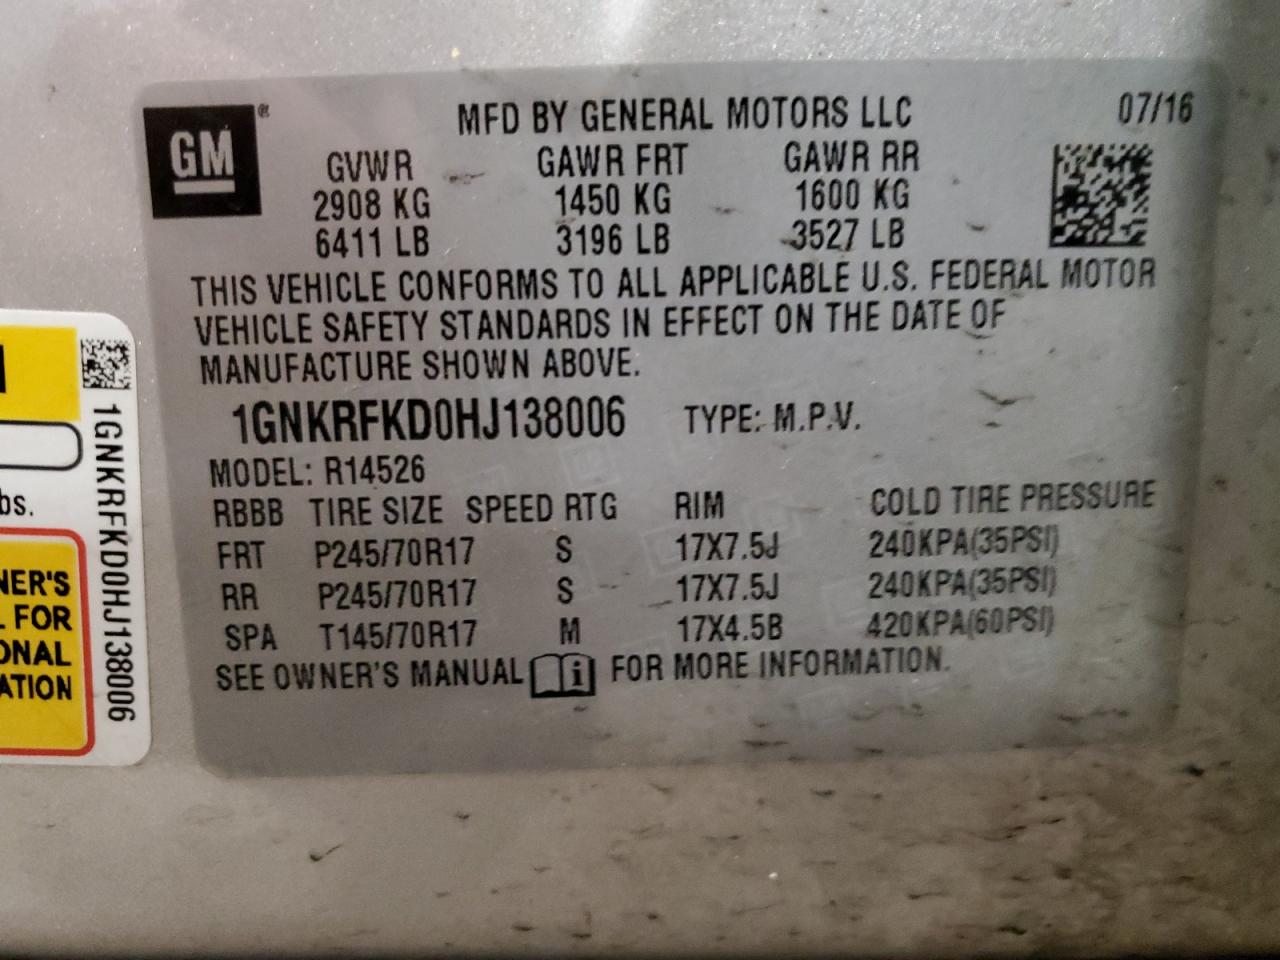 GM ®
MFD BY GENERAL MOTORS LLC 07/16
GVWR GAWR FRT GAWR RR
2908 KG 1450 KG 1600 KG
6411 LB 3196 LB 3527 LB
THIS VEHICLE CONFORMS TO ALL APPLICABLE U.S. FEDERAL MOTOR
VEHICLE SAFETY STANDARDS IN EFFECT ON THE DATE OF
MANUFACTURE SHOWN ABOVE.
1GNKRFKD0HJ138006 TYPE: M.P.V.
MODEL: R14526
RBBB TIRE SIZE SPEED RTG RIM COLD TIRE PRESSURE
FRT P245/70R17 S 17X7.5J 240KPA(35PSI)
RR P245/70R17 S 17X7.5J 240KPA(35PSI)
SPA T145/70R17 M 17X4.5B 420KPA(60PSI)
SEE OWNER'S MANUAL i FOR MORE INFORMATION.
1GNKRFKD0HJ138006
bs.
NER'S
L FOR
ONAL
ATION